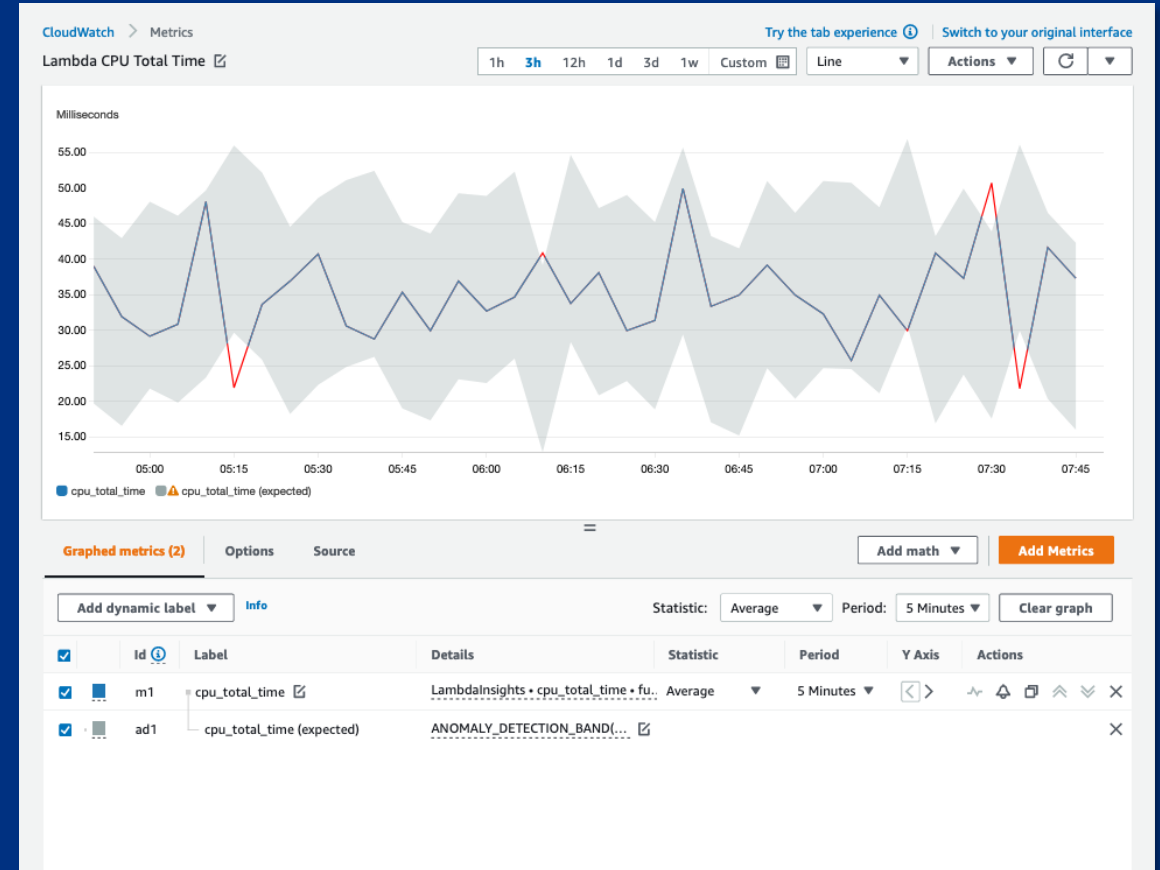 CloudWatch > Metrics
Try the tab experience Switch to your original interface
Lambda CPU Total Time
1h 3h 12h 1d 3d 1w Custom Line Actions
Milliseconds
55.00
50.00
45.00
40.00
35.00
30.00
25.00
20.00
15.00
05:00 05:15 05:30 05:45 06:00 06:15 06:30 06:45 07:00 07:15 07:30 07:45
cpu_total_time cpu_total_time (expected)
Graphed metrics (2) Options Source Add math Add Metrics
Add dynamic label Info Statistic: Average Period: 5 Minutes Clear graph
Id Label Details Statistic Period Y Axis Actions
m1 cpu_total_time LambdaInsights • cpu_total_time • fu... Average 5 Minutes
ad1 cpu_total_time (expected) ANOMALY_DETECTION_BAND(...